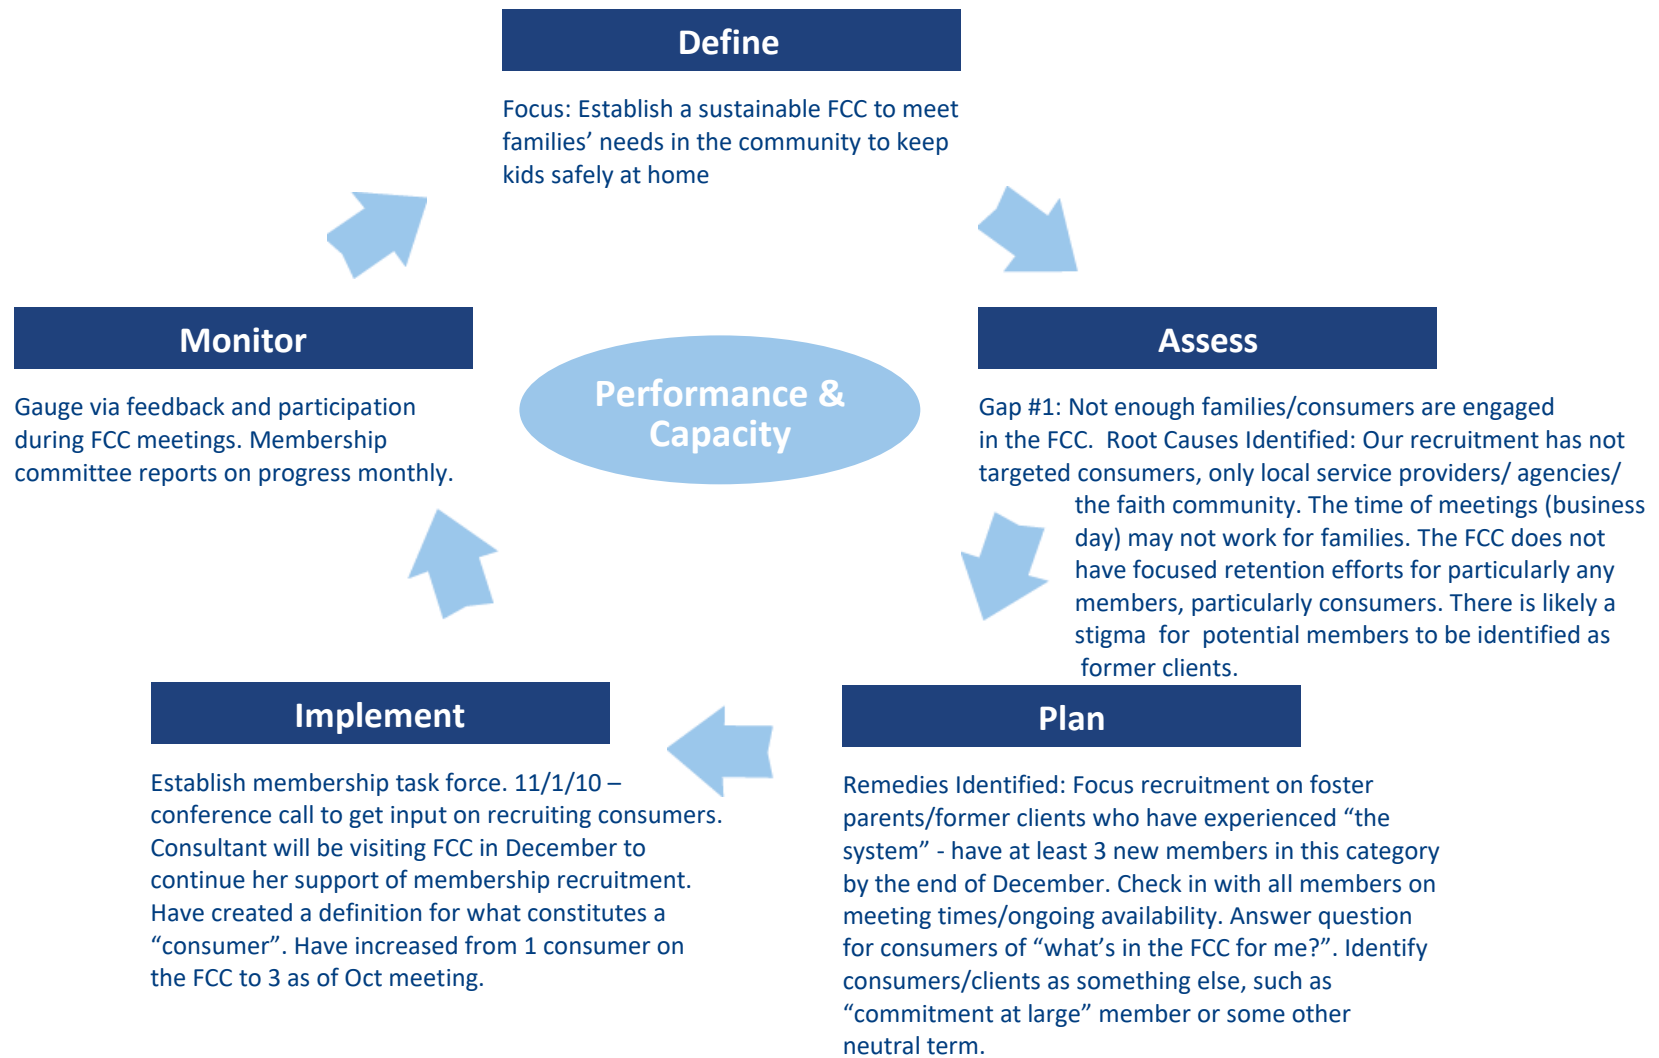 Define
Focus: Establish a sustainable FCC to meet
families’ needs in the community to keep
kids safely at home
Assess
Gap #1: Not enough families/consumers are engaged
in the FCC.  Root Causes Identified: Our recruitment has not
targeted consumers, only local service providers/ agencies/
the faith community. The time of meetings (business
day) may not work for families. The FCC does not
have focused retention efforts for particularly any
members, particularly consumers. There is likely a
stigma  for  potential members to be identified as
former clients.
Plan
Remedies Identified: Focus recruitment on foster
parents/former clients who have experienced “the
system” - have at least 3 new members in this category
by the end of December. Check in with all members on
meeting times/ongoing availability. Answer question
for consumers of “what’s in the FCC for me?”. Identify
consumers/clients as something else, such as
“commitment at large” member or some other
neutral term.
Implement
Establish membership task force. 11/1/10 –
conference call to get input on recruiting consumers.
Consultant will be visiting FCC in December to
continue her support of membership recruitment.
Have created a definition for what constitutes a
“consumer”. Have increased from 1 consumer on
the FCC to 3 as of Oct meeting.
Monitor
Gauge via feedback and participation
during FCC meetings. Membership
committee reports on progress monthly.
Performance &
Capacity